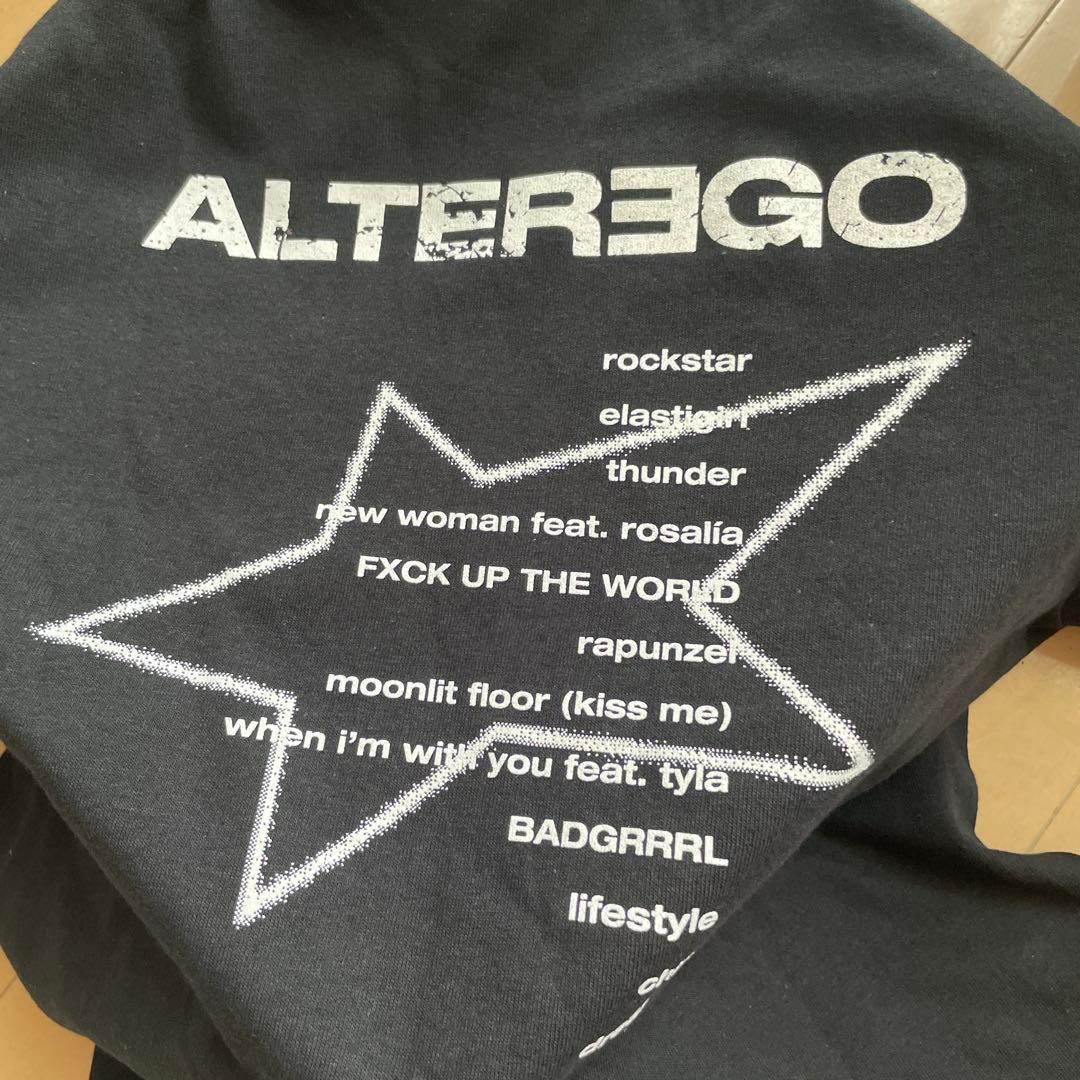 ALTERƎGO
rockstar
elastigirl
thunder
new woman feat. rosalía
FXCK UP THE WORLD
rapunzel
moonlit floor (kiss me)
when i'm with you feat. tyla
BADGRRRL
lifestyle